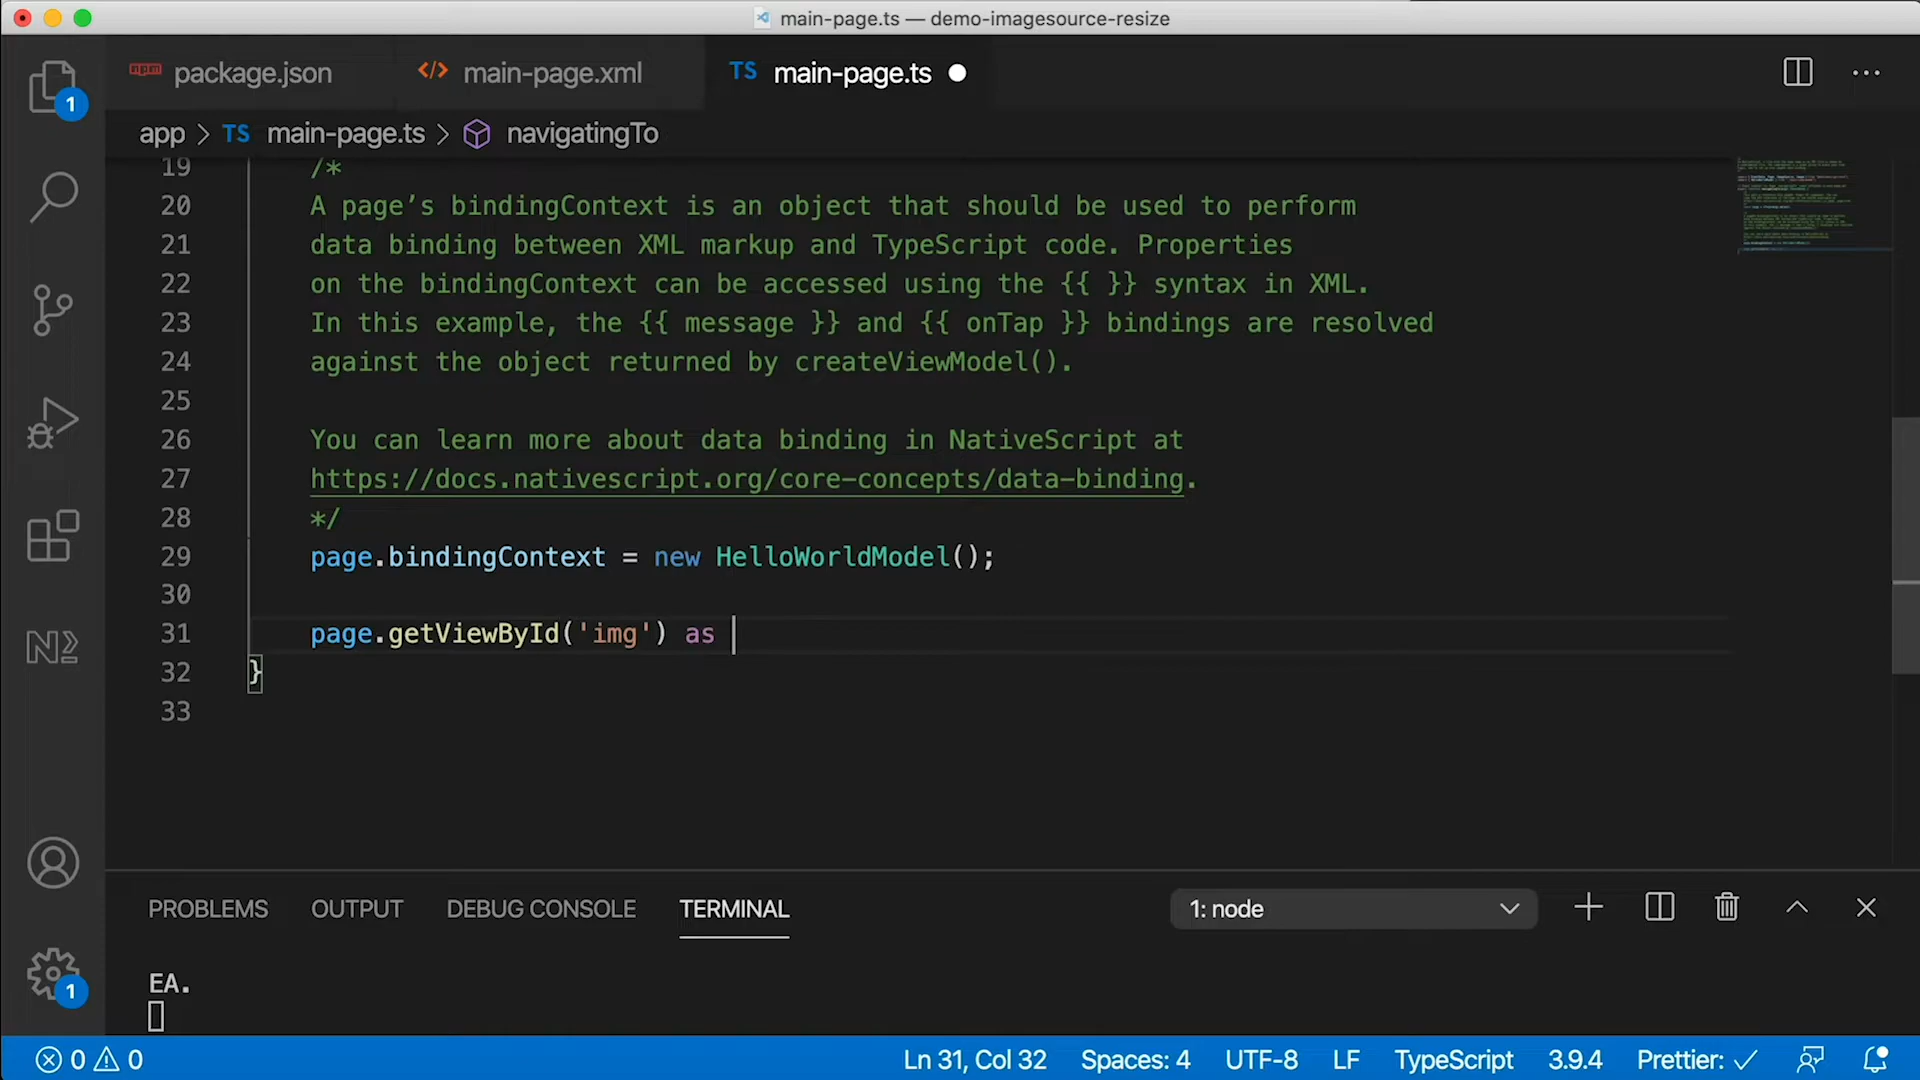 main-page.ts — demo-imagesource-resize
package.json
main-page.xml
TS main-page.ts
app > TS main-page.ts > navigatingTo
1
19 /*
20 A page’s bindingContext is an object that should be used to perform
21 data binding between XML markup and TypeScript code. Properties
22 on the bindingContext can be accessed using the {{ }} syntax in XML.
23 In this example, the {{ message }} and {{ onTap }} bindings are resolved
24 against the object returned by createViewModel().
25
26 You can learn more about data binding in NativeScript at
27 https://docs.nativescript.org/core-concepts/data-binding.
28 */
29 page.bindingContext = new HelloWorldModel();
30
31 page.getViewById('img') as
32 }
33
PROBLEMS OUTPUT DEBUG CONSOLE TERMINAL 1: node
EA.
1
0 0 Ln 31, Col 32 Spaces: 4 UTF-8 LF TypeScript 3.9.4 Prettier: ✓